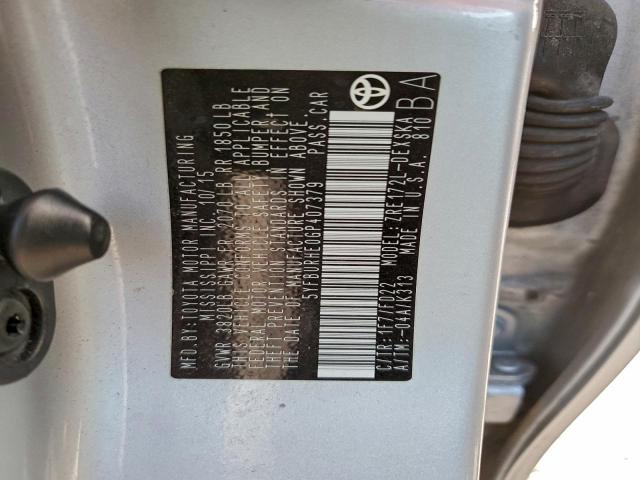 MFD BY: TOYOTA MOTOR MANUFACTURING
MISSISSIPPI INC. 10/15
GVWR 3820LB GAWR FR 2072LB RR 1850LB
THIS VEHICLE CONFORMS TO ALL APPLICABLE
FEDERAL MOTOR VEHICLE SAFETY, BUMPER AND
THEFT PREVENTION STANDARDS IN EFFECT ON
THE DATE OF MANUFACTURE SHOWN ABOVE.
5YFBURHE0GP407379 PASS.CAR
C/TR:1F7/FD22 MODEL:ZRE172L-DEXSKA
A/TM:-04A/K313 MADE IN U.S.A. 810
BA